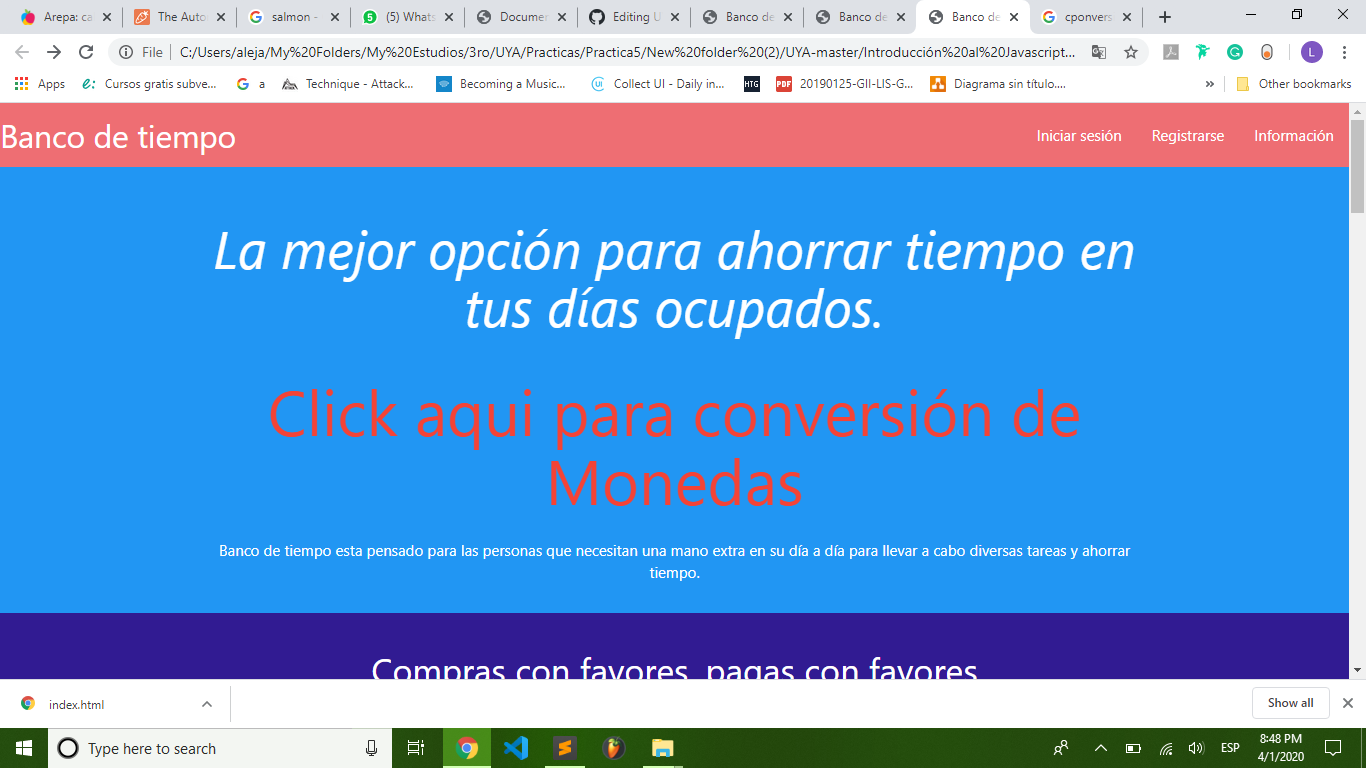 Arepa: ca
The Auto
salmon -
(5) Whats
Documen
Editing U
Banco de
Banco de
Banco de
cponvers
File
C:/Users/aleja/My%20Folders/My%20Estudios/3ro/UYA/Practicas/Practica5/New%20folder%20(2)/UYA-master/Introducción%20al%20Javascript...
L
Apps
Cursos gratis subve...
a
Technique - Attack...
Becoming a Music...
Collect UI - Daily in...
HTG
PDF 20190125-GII-LIS-G...
Diagrama sin título....
»
Other bookmarks
Banco de tiempo
Iniciar sesión
Registrarse
Información
La mejor opción para ahorrar tiempo en
tus días ocupados.
Click aqui para conversión de
Monedas
Banco de tiempo esta pensado para las personas que necesitan una mano extra en su día a día para llevar a cabo diversas tareas y ahorrar
tiempo.
Compras con favores, pagas con favores
index.html
Show all
Type here to search
ESP
8:48 PM
4/1/2020